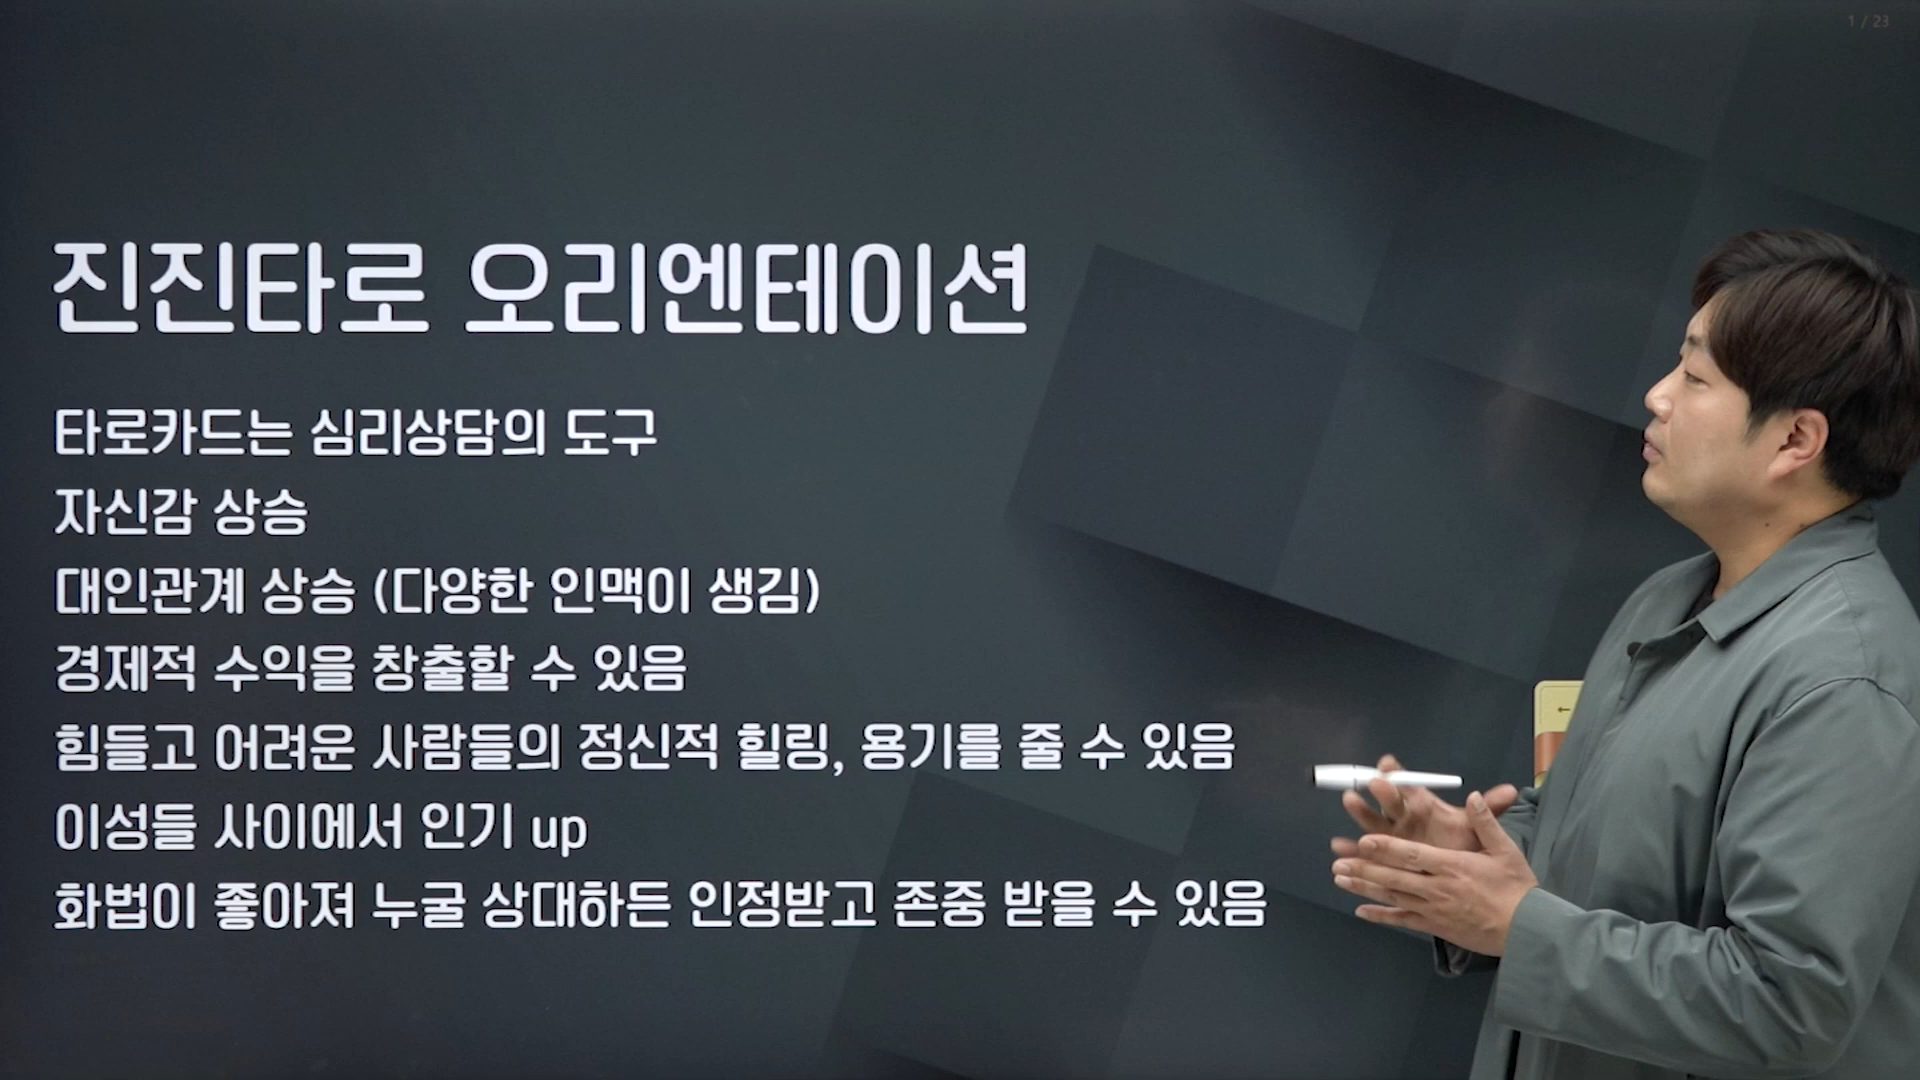 1 / 23
진진타로 오리엔테이션
타로카드는 심리상담의 도구
자신감 상승
대인관계 상승 (다양한 인맥이 생김)
경제적 수익을 창출할 수 있음
힘들고 어려운 사람들의 정신적 힐링, 용기를 줄 수 있음
이성들 사이에서 인기 up
화법이 좋아져 누굴 상대하든 인정받고 존중 받을 수 있음
←